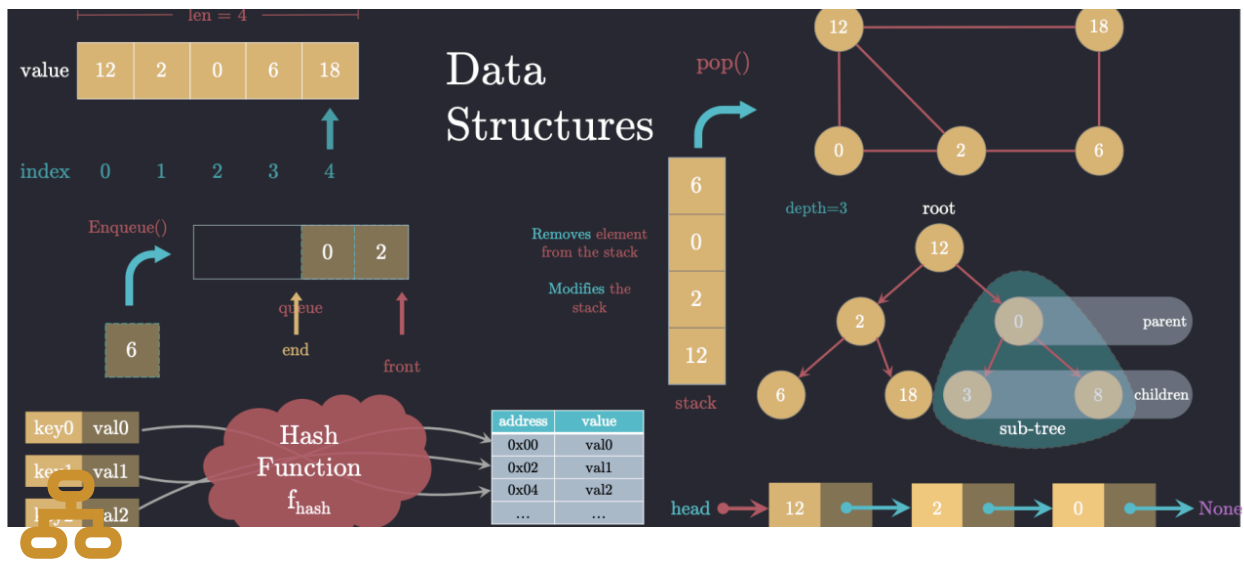 len = 4
value 12 2 0 6 18
index 0 1 2 3 4
Data
Structures
Enqueue()
0 2
queue
6
end
front
pop()
6
0
2
12
stack
Removes element
from the stack
Modifies the
stack
12 18
0 2 6
depth=3
root
12
2 0 parent
6 18 3 8 children
sub-tree
key0 val0
key1 val1
key2 val2
Hash
Function
fhash
address value
0x00 val0
0x02 val1
0x04 val2
... ...
head 12 2 0 None